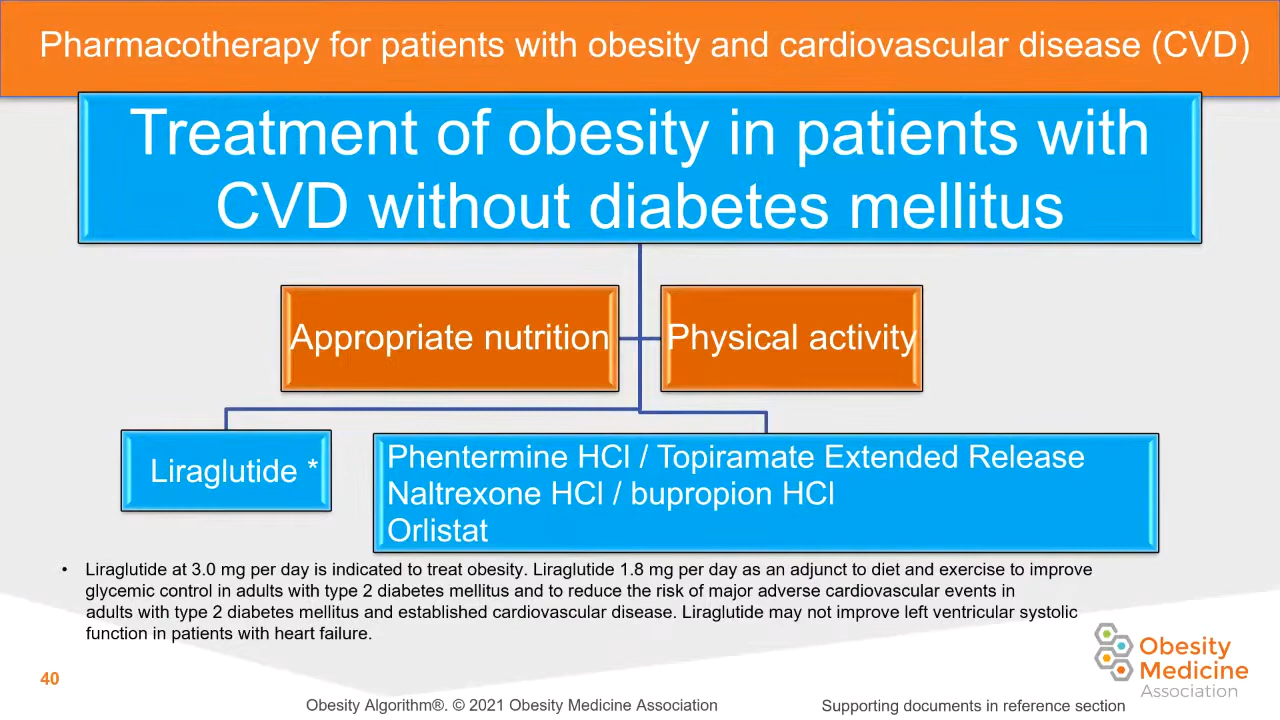 Pharmacotherapy for patients with obesity and cardiovascular disease (CVD)
Treatment of obesity in patients with
CVD without diabetes mellitus
Appropriate nutrition
Physical activity
Liraglutide *
Phentermine HCl / Topiramate Extended Release
Naltrexone HCl / bupropion HCl
Orlistat
• Liraglutide at 3.0 mg per day is indicated to treat obesity. Liraglutide 1.8 mg per day as an adjunct to diet and exercise to improve
glycemic control in adults with type 2 diabetes mellitus and to reduce the risk of major adverse cardiovascular events in
adults with type 2 diabetes mellitus and established cardiovascular disease. Liraglutide may not improve left ventricular systolic
function in patients with heart failure.
Obesity
Medicine
Association
40
Obesity Algorithm®. © 2021 Obesity Medicine Association
Supporting documents in reference section